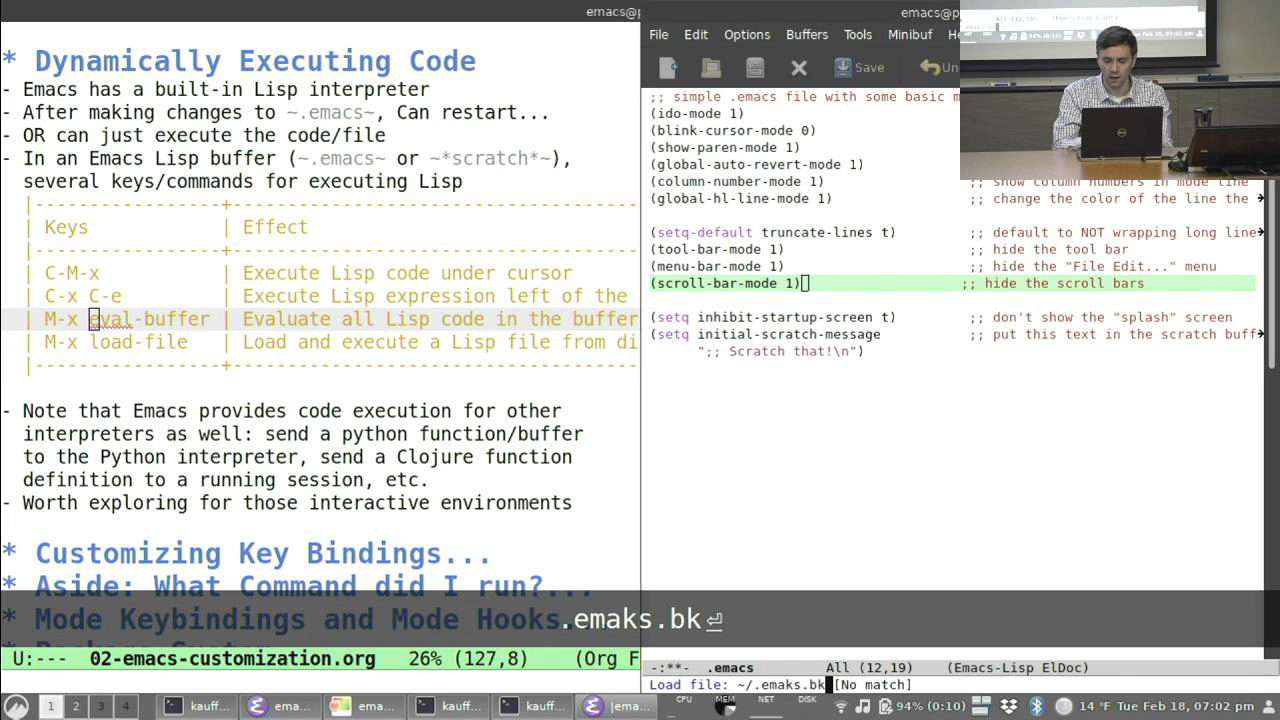 emacs@p
* Dynamically Executing Code
- Emacs has a built-in Lisp interpreter
- After making changes to ~.emacs~, Can restart...
- OR can just execute the code/file
- In an Emacs Lisp buffer (~.emacs~ or ~*scratch*~),
several keys/commands for executing Lisp
|----------------+--------------------------------------
| Keys | Effect
|----------------+--------------------------------------
| C-M-x | Execute Lisp code under cursor
| C-x C-e | Execute Lisp expression left of the
| M-x eval-buffer | Evaluate all Lisp code in the buffer
| M-x load-file | Load and execute a Lisp file from di
|----------------+--------------------------------------
- Note that Emacs provides code execution for other
interpreters as well: send a python function/buffer
to the Python interpreter, send a Clojure function
definition to a running session, etc.
- Worth exploring for those interactive environments
* Customizing Key Bindings...
* Aside: What Command did I run?...
* Mode Keybindings and Mode Hooks.
U:--- 02-emacs-customization.org 26% (127,8) (Org F
emacs@p
File Edit Options Buffers Tools Minibuf H
Save Un
;; simple .emacs file with some basic m
(ido-mode 1)
(blink-cursor-mode 0)
(show-paren-mode 1)
(global-auto-revert-mode 1)
(column-number-mode 1) ;; show column numbers in mode line
(global-hl-line-mode 1) ;; change the color of the line the
(setq-default truncate-lines t) ;; default to NOT wrapping long line
(tool-bar-mode 1) ;; hide the tool bar
(menu-bar-mode 1) ;; hide the "File Edit..." menu
(scroll-bar-mode 1) ;; hide the scroll bars
(setq inhibit-startup-screen t) ;; don't show the "splash" screen
(setq initial-scratch-message ;; put this text in the scratch buff
";; Scratch that!\n")
.emaks.bk⏎
-:**- .emacs All (12,19) (Emacs-Lisp ElDoc)
Load file: ~/.emaks.bk [No match]
1 2 3 4 kauff... ema... ema... kauff... kauff... |ema... CPU MEM NET DISK 94% (0:10) 14 °F Tue Feb 18, 07:02 pm